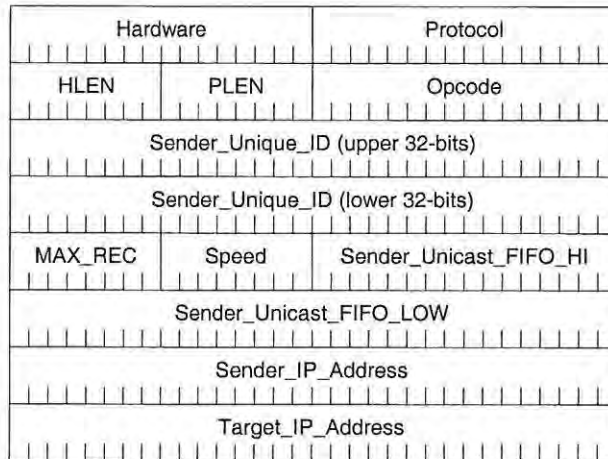 Hardware Protocol
HLEN PLEN Opcode
Sender_Unique_ID (upper 32-bits)
Sender_Unique_ID (lower 32-bits)
MAX_REC Speed Sender_Unicast_FIFO_HI
Sender_Unicast_FIFO_LOW
Sender_IP_Address
Target_IP_Address